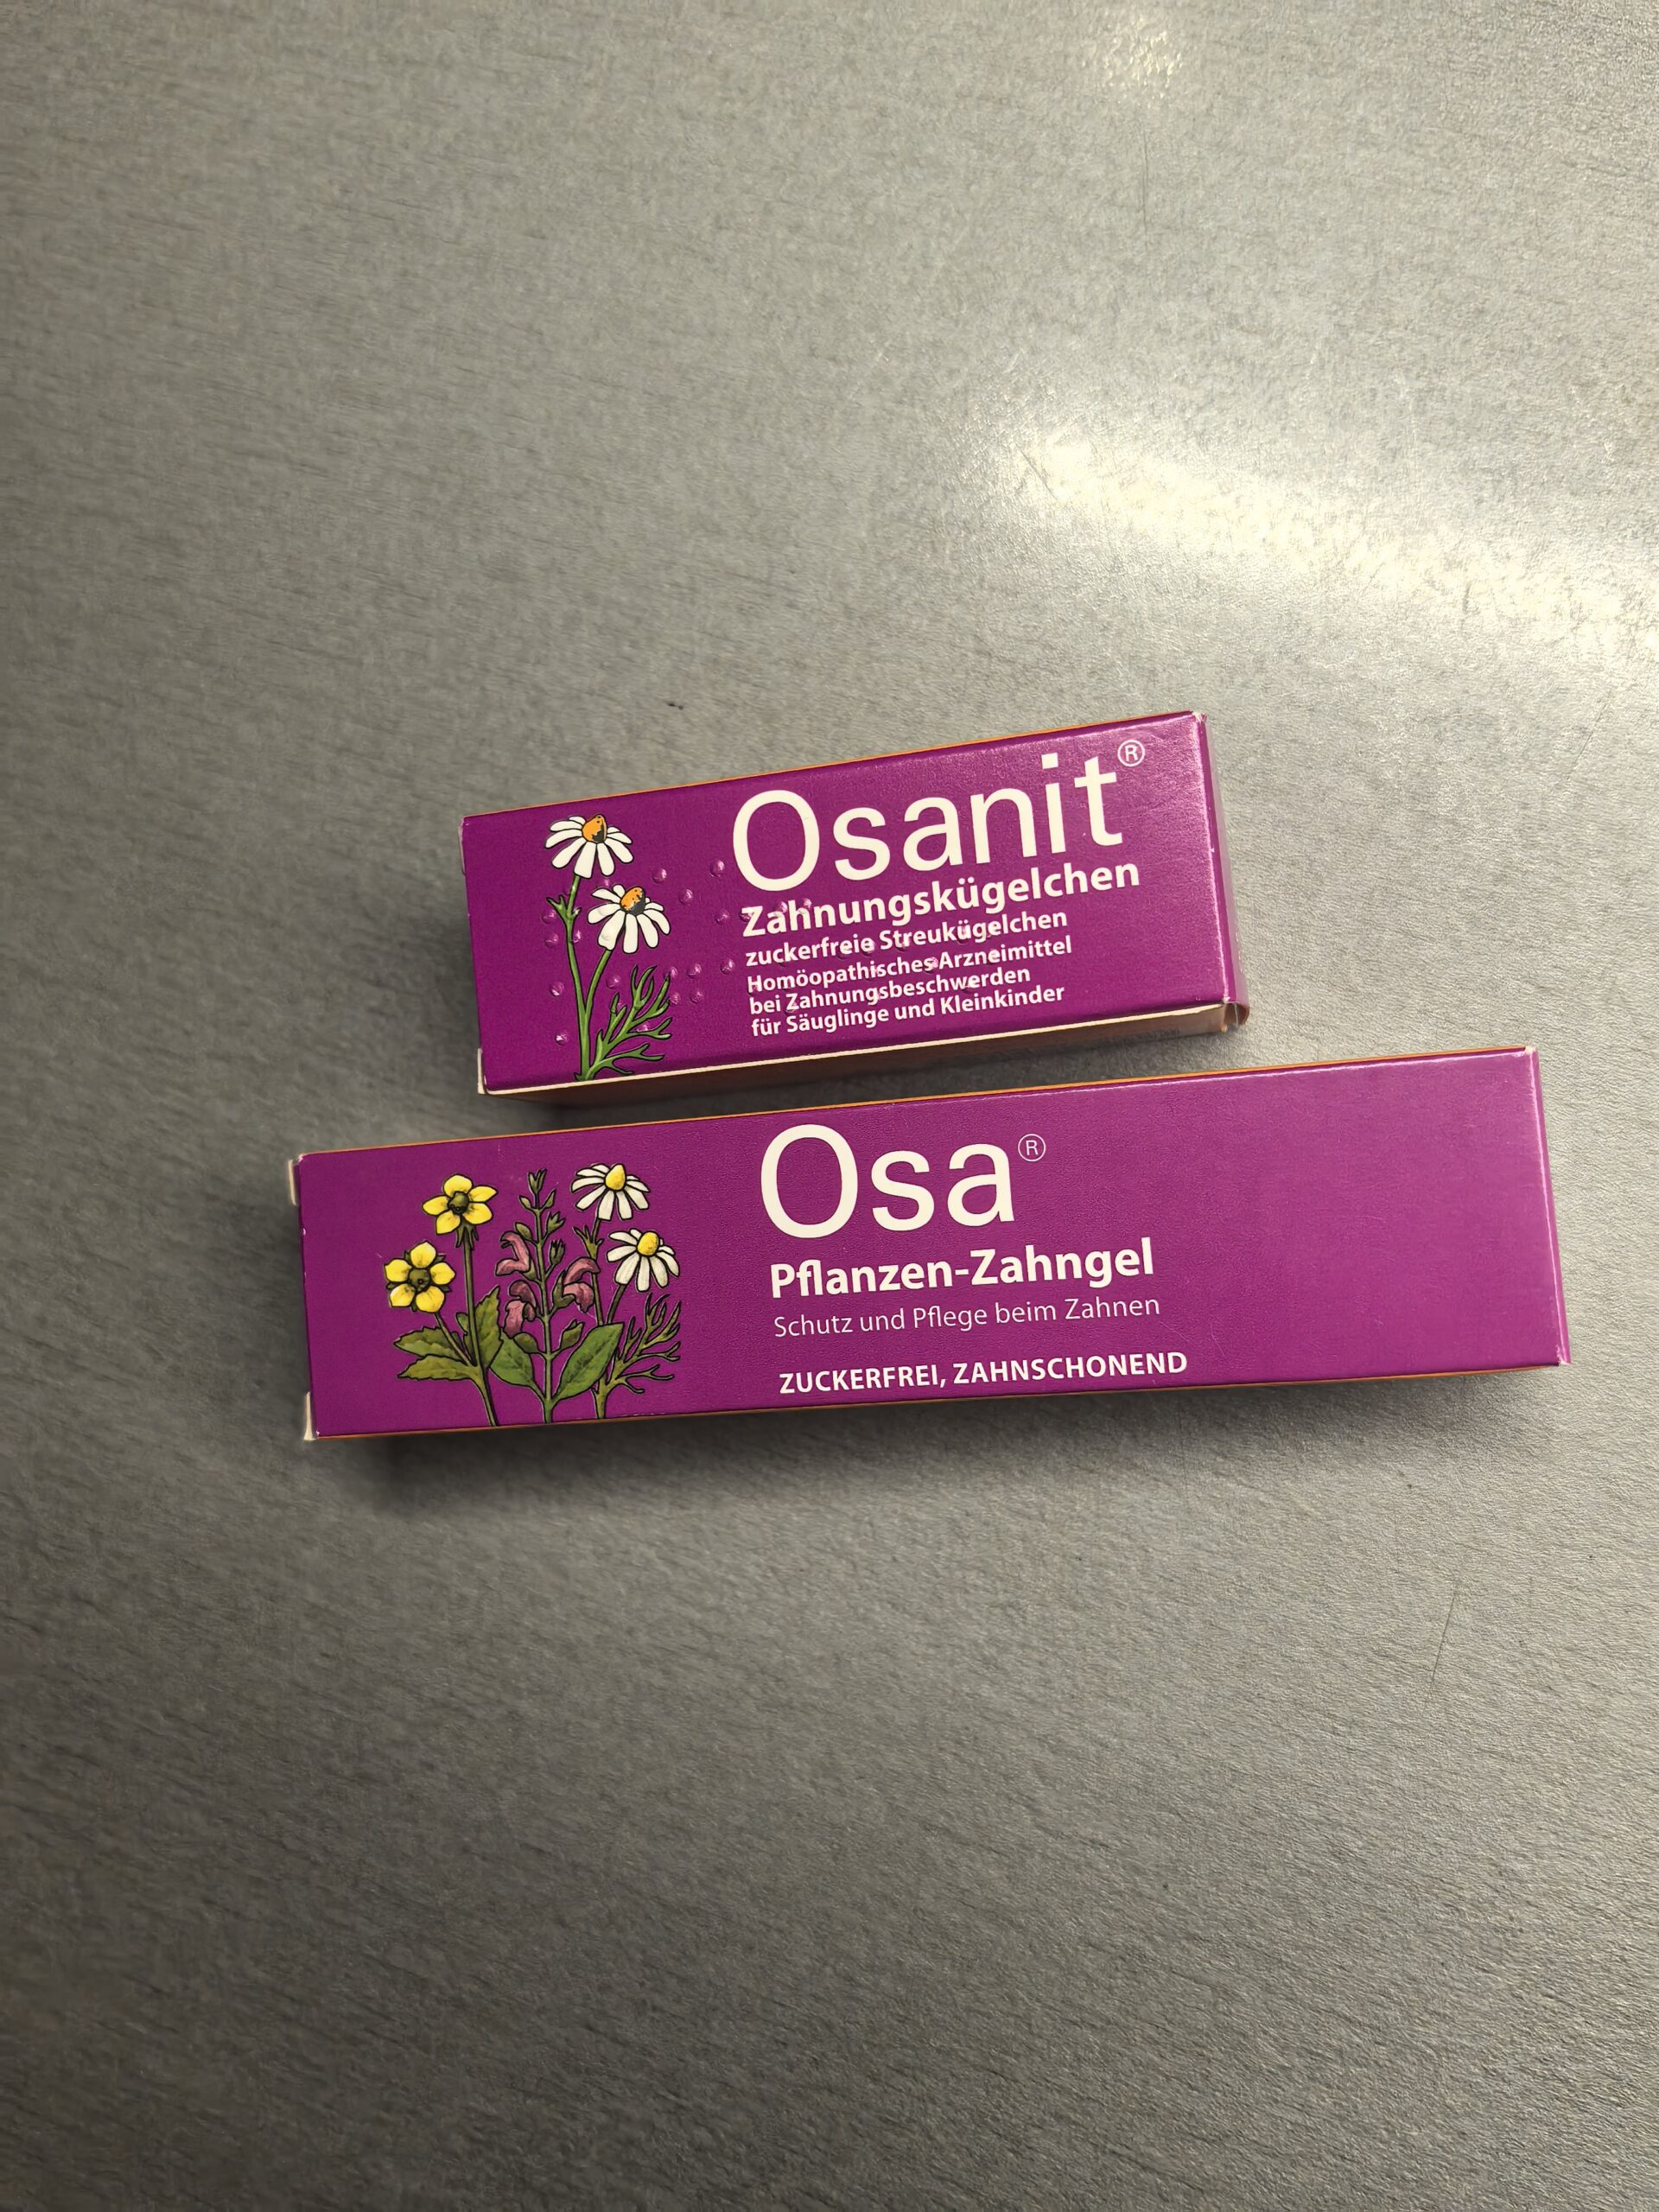 Osanit®
Zahnungskügelchen
zuckerfreie Streukügelchen
Homöopathisches Arzneimittel
bei Zahnungsbeschwerden
für Säuglinge und Kleinkinder
Osa®
Pflanzen-Zahngel
Schutz und Pflege beim Zahnen
ZUCKERFREI, ZAHNSCHONEND